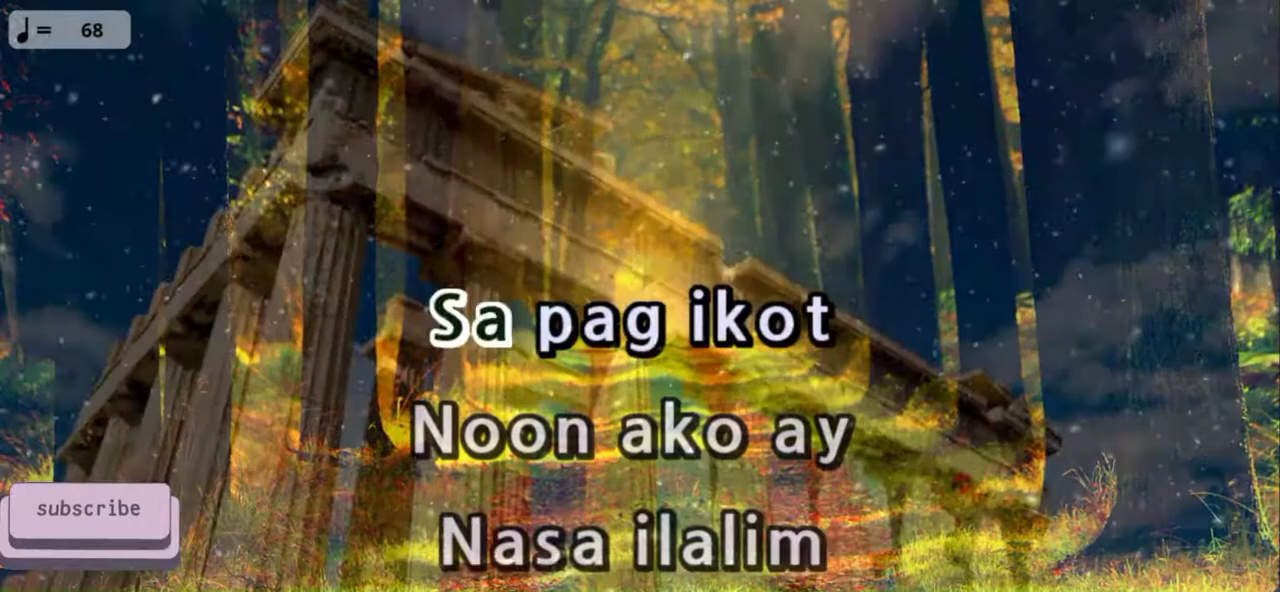 ♩= 68
Sa pag ikot
Noon ako ay
Nasa ilalim
subscribe